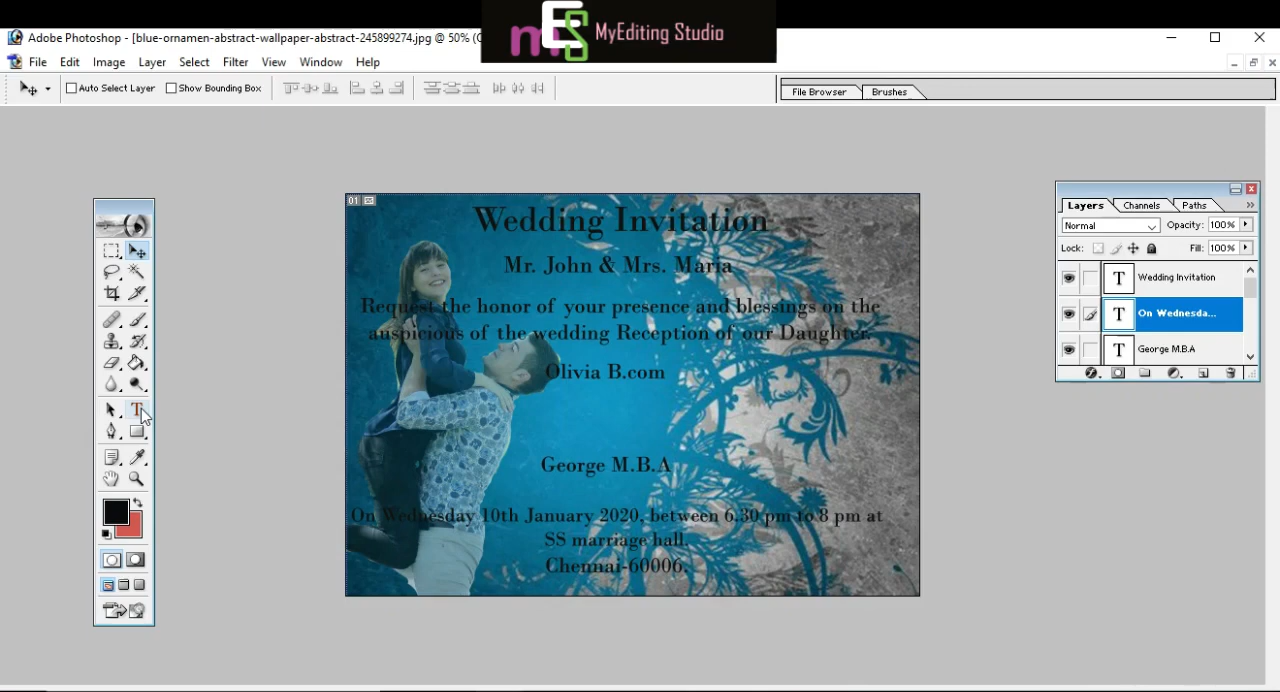 mES MyEditing Studio
Adobe Photoshop - [blue-ornamen-abstract-wallpaper-abstract-245899274.jpg @ 50% (
File Edit Image Layer Select Filter View Window Help
Auto Select Layer Show Bounding Box
File Browser Brushes
01
Wedding Invitation
Mr. John & Mrs. Maria
Request the honor of your presence and blessings on the
auspicious of the wedding Reception of our Daughter.
Olivia B.com
George M.B.A
On Wednesday 10th January 2020, between 6.30 pm to 8 pm at
SS marriage hall.
Chennai-60006.
Layers Channels Paths
Normal Opacity: 100%
Lock: Fill: 100%
T Wedding Invitation
T On Wednesda...
T George M.B.A
T